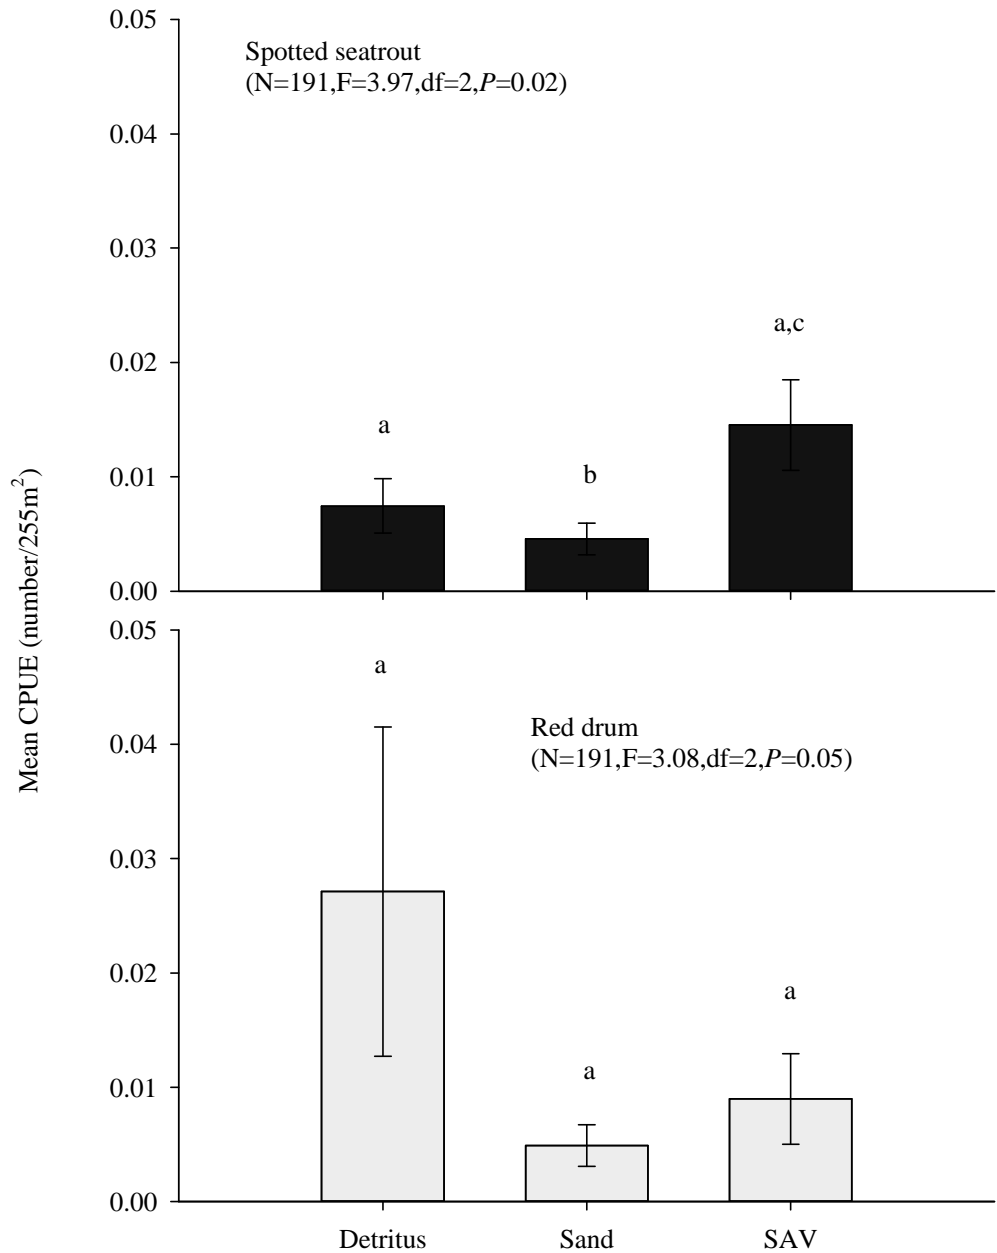 0.05
Spotted seatrout
(N=191,F=3.97,df=2,P=0.02)
0.04
0.03
0.02
0.01
0.00
a
b
a,c
Mean CPUE (number/255m²)
0.05
0.04
0.03
0.02
0.01
0.00
a
Red drum
(N=191,F=3.08,df=2,P=0.05)
a
a
Detritus
Sand
SAV